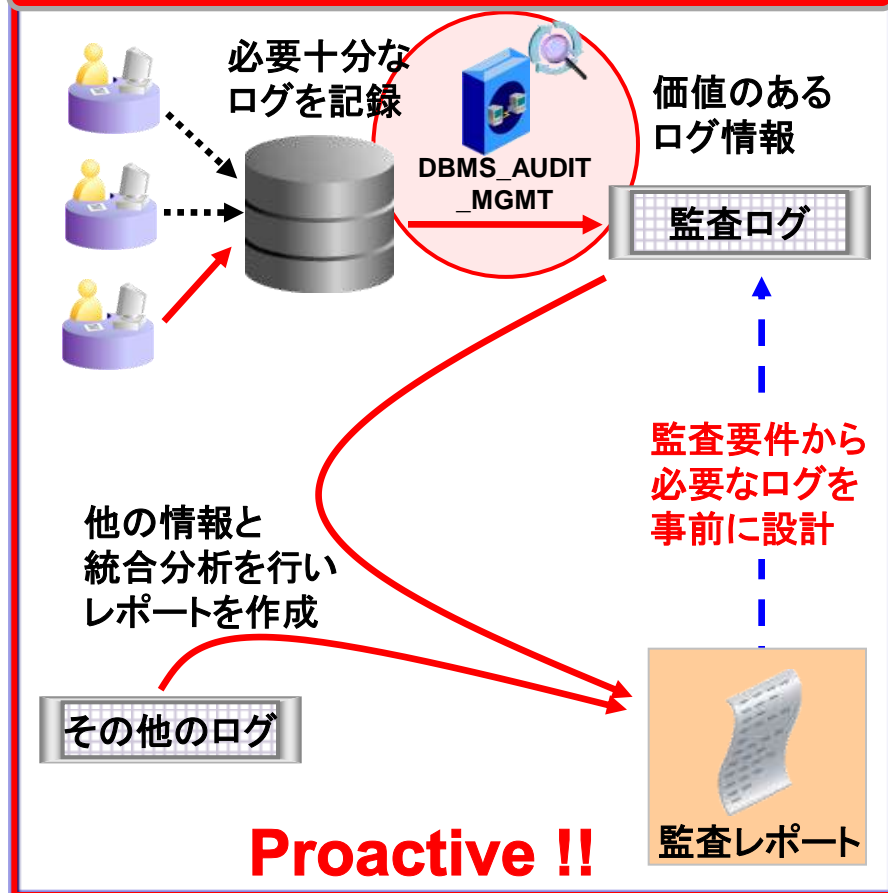 必要十分な
ログを記録
DBMS_AUDIT
_MGMT
価値のある
ログ情報
監査ログ
監査要件から
必要なログを
事前に設計
他の情報と
統合分析を行い
レポートを作成
その他のログ
監査レポート
Proactive !!